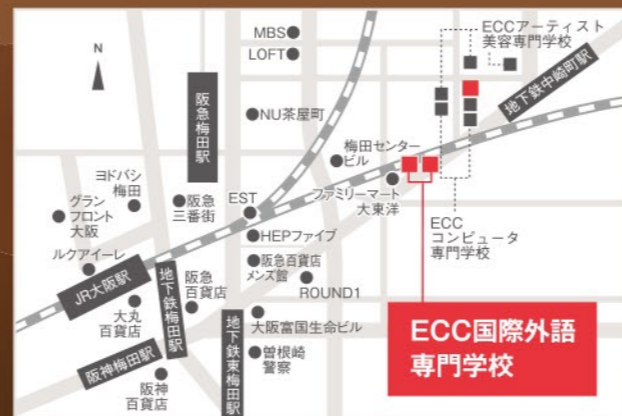 MBS
LOFT
ECCアーティスト
美容専門学校
N
地下鉄中崎町駅
阪急梅田駅
NU茶屋町
梅田センター
ビル
ヨドバシ
梅田
グラン
フロント
大阪
阪急
三番街
EST
ファミリーマート
大東洋
ECC
コンピュータ
専門学校
HEPファイブ
ルクアイーレ
阪急百貨店
メンズ館
JR大阪駅
地下鉄梅田駅
阪急
百貨店
ROUND1
大丸
百貨店
大阪富国生命ビル
地下鉄東梅田駅
曽根崎
警察
阪神梅田駅
阪神
百貨店
ECC国際外語
専門学校